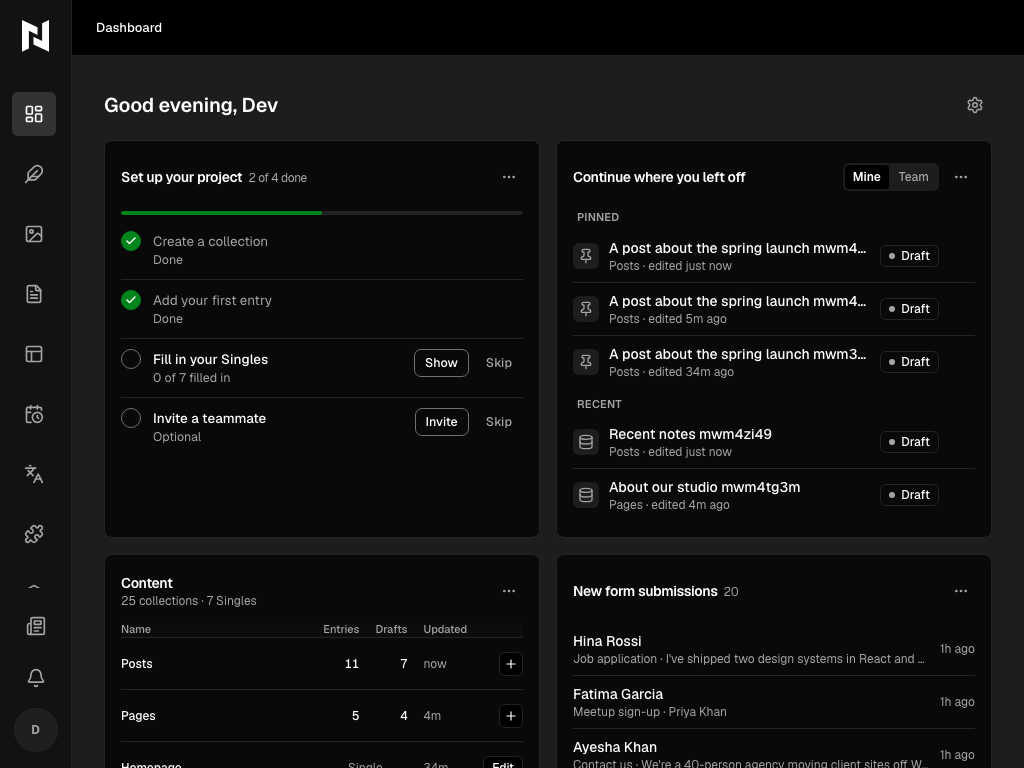 Dashboard
Good evening, Dev
Set up your project 2 of 4 done
Create a collection
Done
Add your first entry
Done
Fill in your Singles
0 of 7 filled in
Show Skip
Invite a teammate
Optional
Invite Skip
Continue where you left off
Mine Team
PINNED
A post about the spring launch mwm4...
Posts · edited just now
Draft
A post about the spring launch mwm4...
Posts · edited 5m ago
Draft
A post about the spring launch mwm3...
Posts · edited 34m ago
Draft
RECENT
Recent notes mwm4zi49
Posts · edited just now
Draft
About our studio mwm4tg3m
Pages · edited 4m ago
Draft
Content
25 collections · 7 Singles
Name Entries Drafts Updated
Posts 11 7 now
Pages 5 4 4m
Homepage Single 34m Edit
New form submissions 20
Hina Rossi
Job application · I've shipped two design systems in React and ...
1h ago
Fatima Garcia
Meetup sign-up · Priya Khan
1h ago
Ayesha Khan
Contact us · We're a 40-person agency moving client sites off W...
1h ago
D